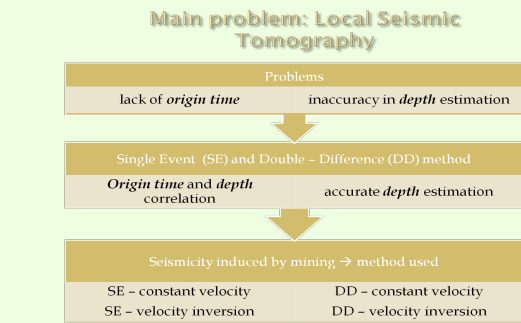 Main problem: Local Seismic
Tomography
Problems
lack of origin time
inaccuracy in depth estimation
Single Event (SE) and Double – Difference (DD) method
Origin time and depth
correlation
accurate depth estimation
Seismicity induced by mining → method used
SE – constant velocity
SE – velocity inversion
DD – constant velocity
DD – velocity inversion